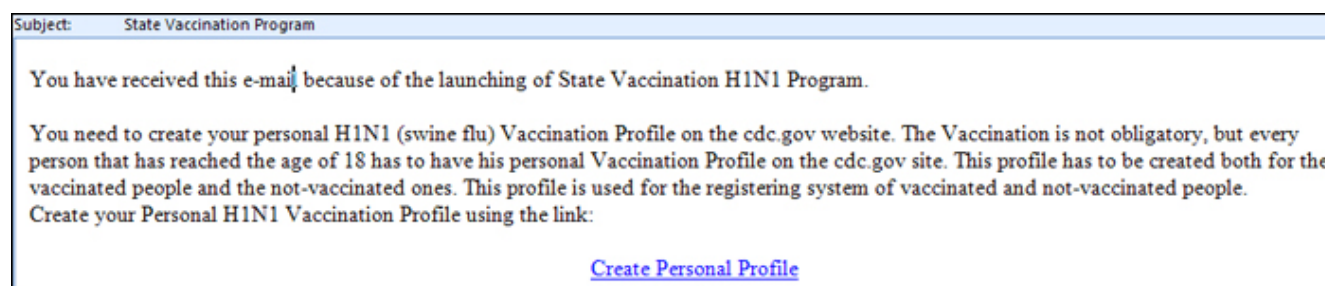 Subject: State Vaccination Program
You have received this e-mail because of the launching of State Vaccination H1N1 Program.
You need to create your personal H1N1 (swine flu) Vaccination Profile on the cdc.gov website. The Vaccination is not obligatory, but every
person that has reached the age of 18 has to have his personal Vaccination Profile on the cdc.gov site. This profile has to be created both for the
vaccinated people and the not-vaccinated ones. This profile is used for the registering system of vaccinated and not-vaccinated people.
Create your Personal H1N1 Vaccination Profile using the link:
Create Personal Profile